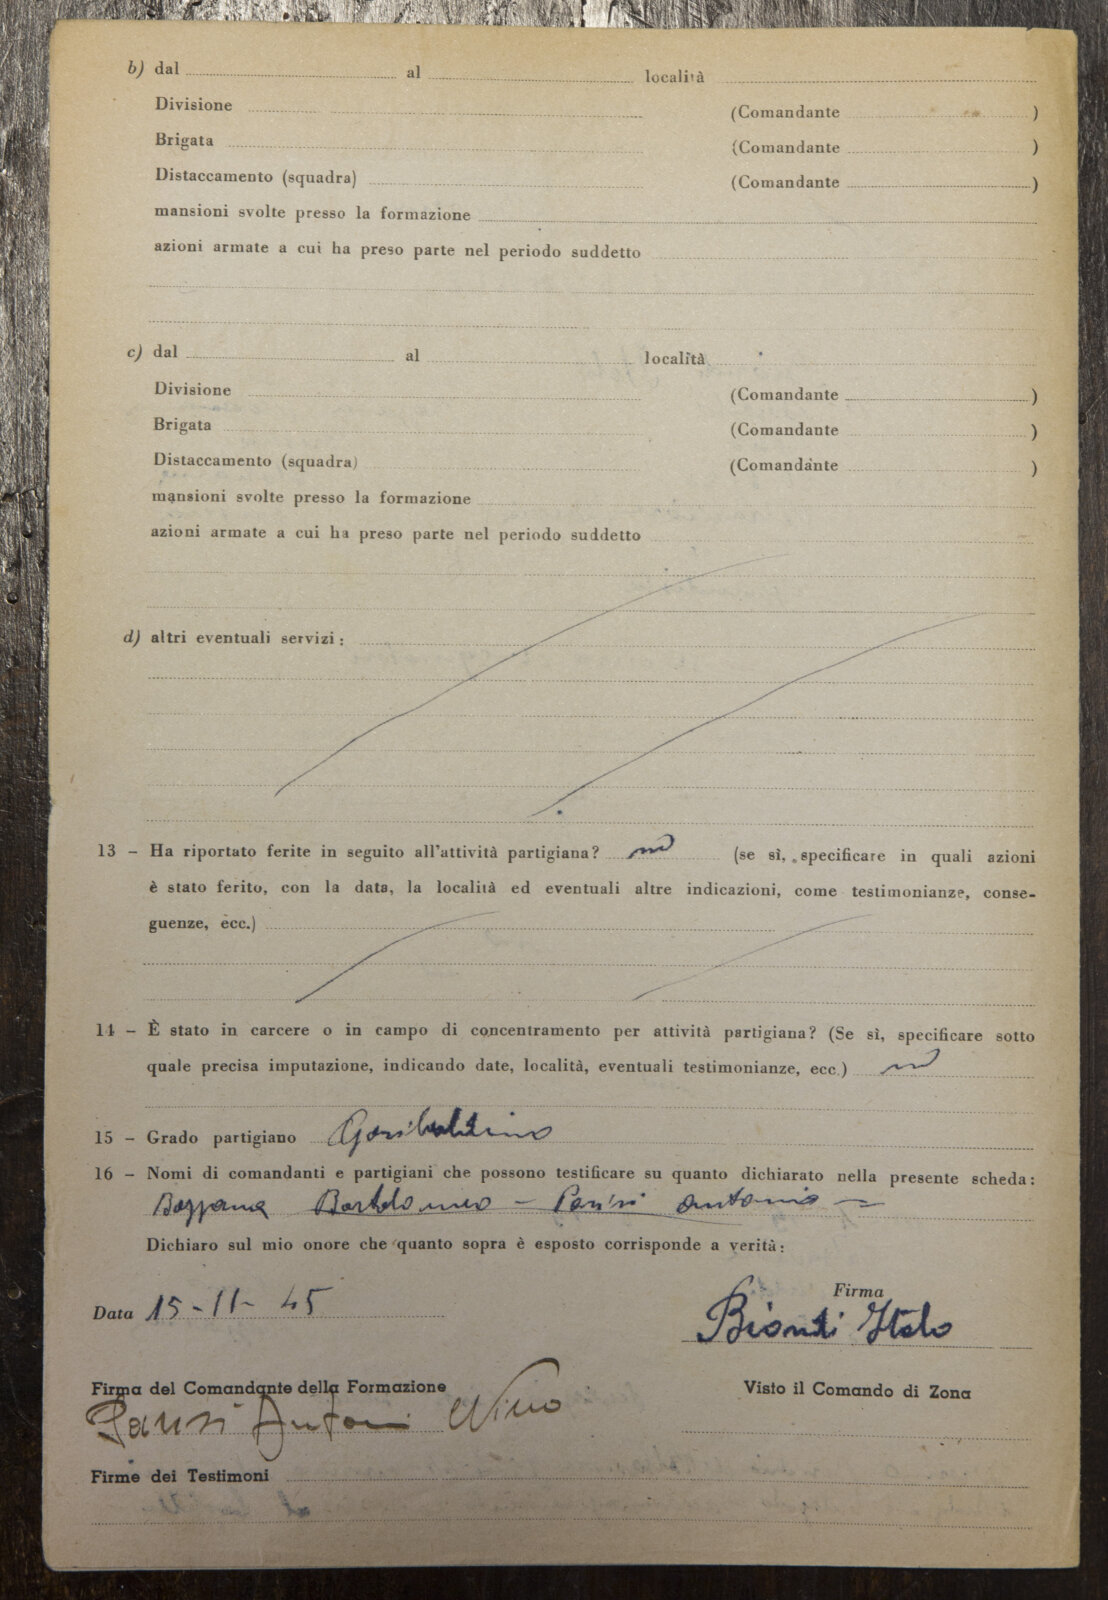 b) dal al località
Divisione (Comandante )
Brigata (Comandante )
Distaccamento (squadra) (Comandante )
mansioni svolte presso la formazione
azioni armate a cui ha preso parte nel periodo suddetto
c) dal al località
Divisione (Comandante )
Brigata (Comandante )
Distaccamento (squadra) (Comandante )
mansioni svolte presso la formazione
azioni armate a cui ha preso parte nel periodo suddetto
d) altri eventuali servizi :
13 - Ha riportato ferite in seguito all'attività partigiana? no (se sì, specificare in quali azioni
è stato ferito, con la data, la località ed eventuali altre indicazioni, come testimonianze, conse-
guenze, ecc.)
14 - È stato in carcere o in campo di concentramento per attività partigiana? (Se sì, specificare sotto
quale precisa imputazione, indicando date, località, eventuali testimonianze, ecc.) no
15 - Grado partigiano Garibaldino
16 - Nomi di comandanti e partigiani che possono testificare su quanto dichiarato nella presente scheda :
Bartolomeo - Parisi Antonio =
Dichiaro sul mio onore che quanto sopra è esposto corrisponde a verità :
Data 15-11-45
Firma
Biondi Italo
Firma del Comandante della Formazione Visto il Comando di Zona
Parisi Antoni Nino
Firme dei Testimoni